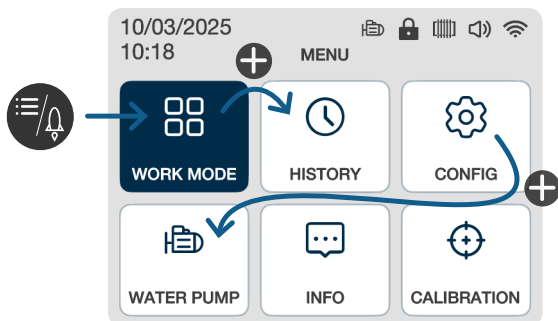 10/03/2025
10:18
MENU
WORK MODE
HISTORY
CONFIG
WATER PUMP
INFO
CALIBRATION